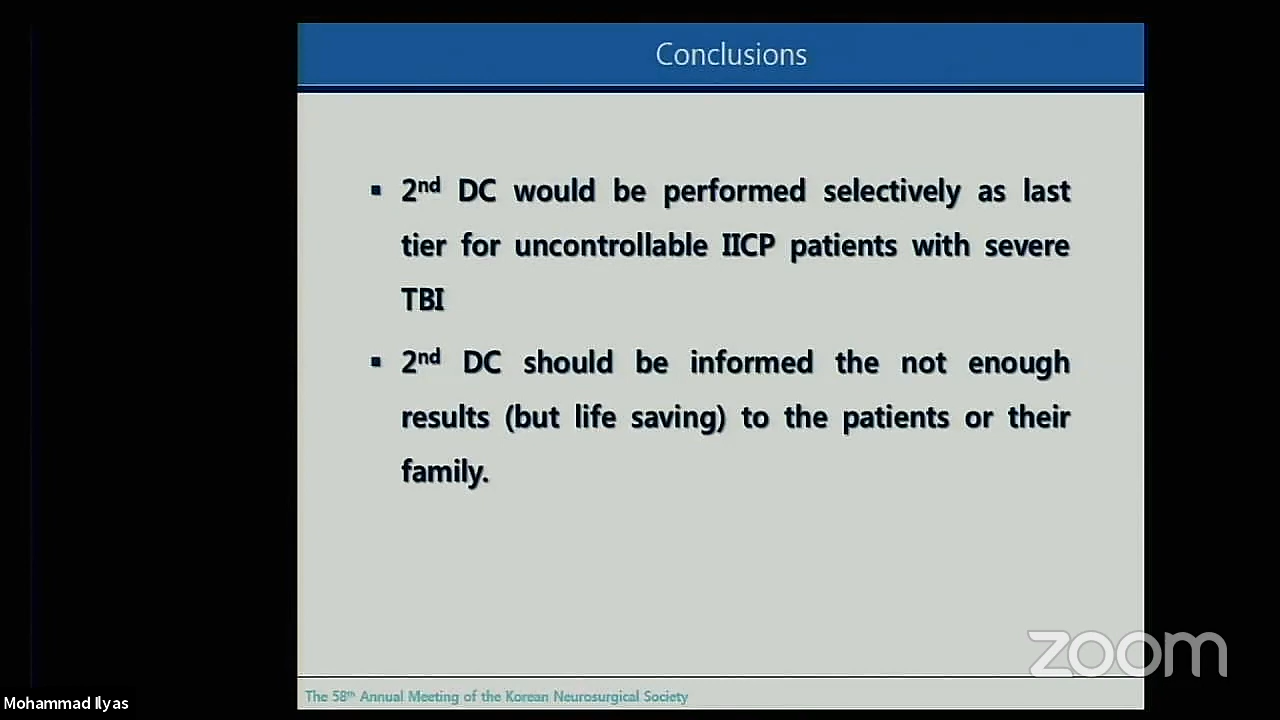 Conclusions
▪ 2nd DC would be performed selectively as last
tier for uncontrollable IICP patients with severe
TBI
▪ 2nd DC should be informed the not enough
results (but life saving) to the patients or their
family.
zoom
The 58th Annual Meeting of the Korean Neurosurgical Society
Mohammad Ilyas